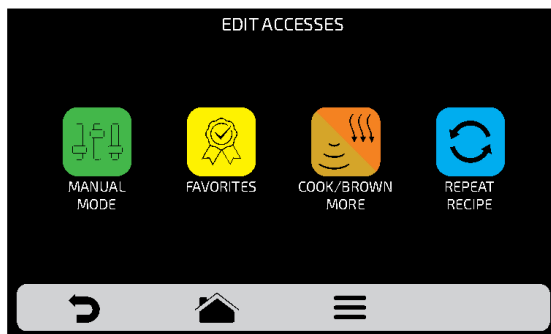 EDIT ACCESSES
MANUAL
MODE
FAVORITES
COOK/BROWN
MORE
REPEAT
RECIPE